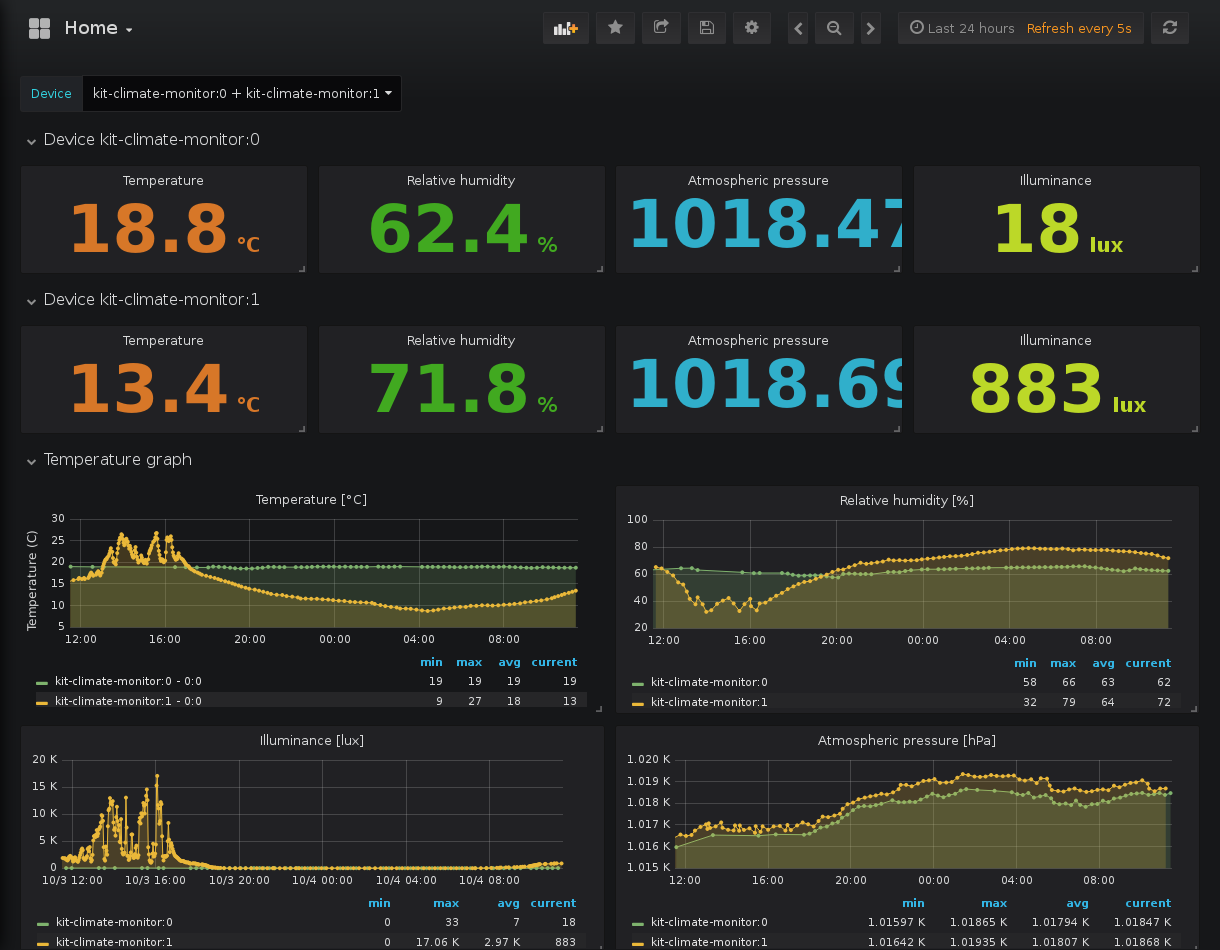 Home
Last 24 hours Refresh every 5s
Device kit-climate-monitor:0 + kit-climate-monitor:1
Device kit-climate-monitor:0
Temperature Relative humidity Atmospheric pressure Illuminance
18.8 °C 62.4 % 1018.47 18 lux
Device kit-climate-monitor:1
Temperature Relative humidity Atmospheric pressure Illuminance
13.4 °C 71.8 % 1018.69 883 lux
Temperature graph
Temperature [°C]
Temperature (C)
30
25
20
15
10
5
12:00 16:00 20:00 00:00 04:00 08:00
min max avg current
kit-climate-monitor:0 - 0:0 19 19 19 19
kit-climate-monitor:1 - 0:0 9 27 18 13
Relative humidity [%]
100
80
60
40
20
12:00 16:00 20:00 00:00 04:00 08:00
min max avg current
kit-climate-monitor:0 58 66 63 62
kit-climate-monitor:1 32 79 64 72
Illuminance [lux]
20 K
15 K
10 K
5 K
0
10/3 12:00 10/3 16:00 10/3 20:00 10/4 00:00 10/4 04:00 10/4 08:00
min max avg current
kit-climate-monitor:0 0 33 7 18
kit-climate-monitor:1 0 17.06 K 2.97 K 883
Atmospheric pressure [hPa]
1.020 K
1.019 K
1.018 K
1.017 K
1.016 K
1.015 K
12:00 16:00 20:00 00:00 04:00 08:00
min max avg current
kit-climate-monitor:0 1.01597 K 1.01865 K 1.01794 K 1.01847 K
kit-climate-monitor:1 1.01642 K 1.01935 K 1.01807 K 1.01868 K